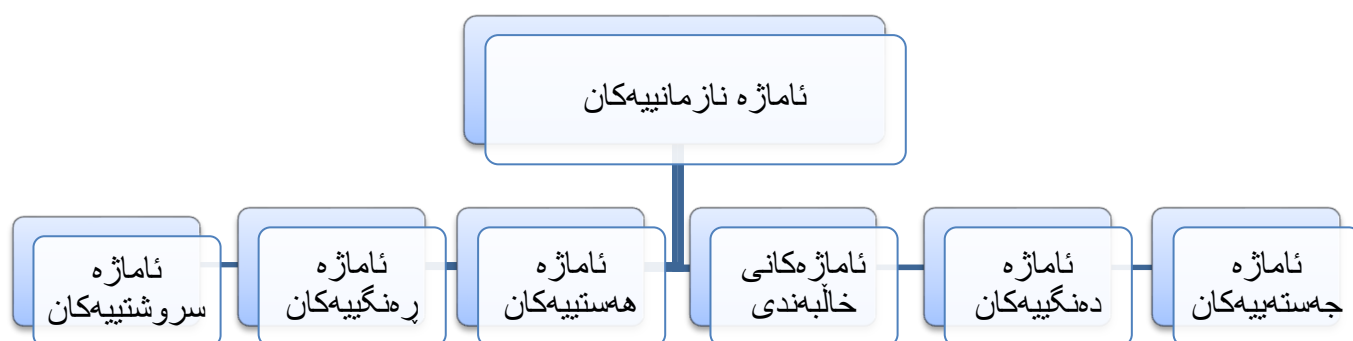 ئاماژە نازمانییەکان
ئاماژە
جەستەییەکان
ئاماژە
دەنگییەکان
ئاماژەکانی
خاڵبەندی
ئاماژە
هەستییەکان
ئاماژە
ڕەنگییەکان
ئاماژە
سروشتییەکان